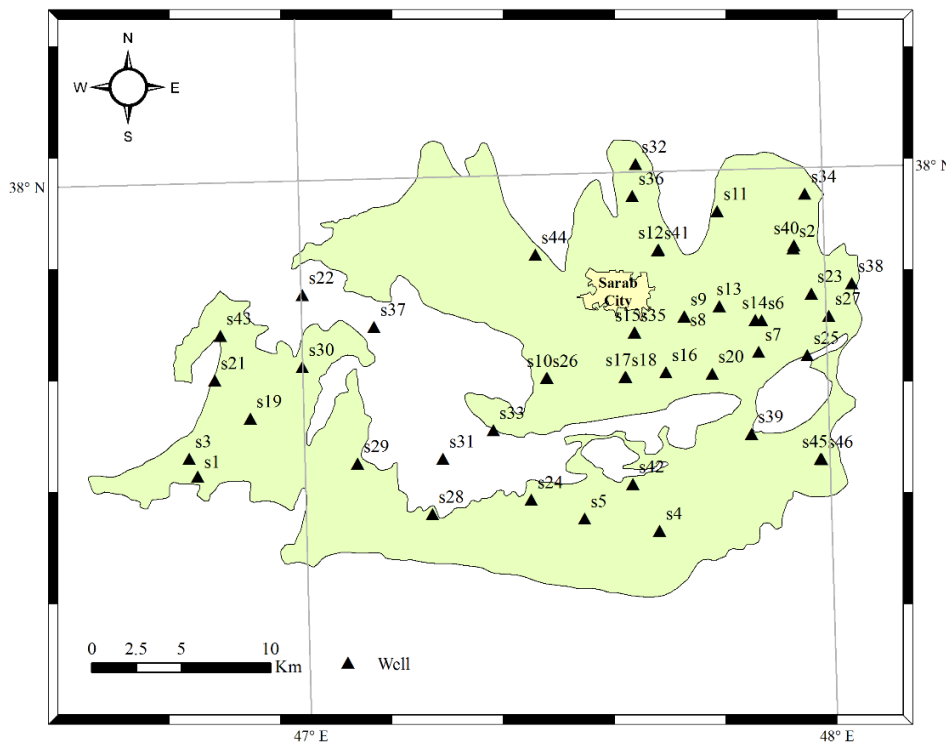 N
W E
S
38° N
38° N
s32
s36
s34
s11
s12s41
s40s2
s44
s38
s22
Sarab
City
s23
s9
s13
s27
s14s6
s37
s15s35
s8
s43
s7
s25
s30
s21
s10s26
s17s18
s16
s20
s19
s33
s39
s3
s31
s45s46
s29
s1
s42
s24
s28
s5
s4
0 2.5 5 10
Km
Well
47° E
48° E